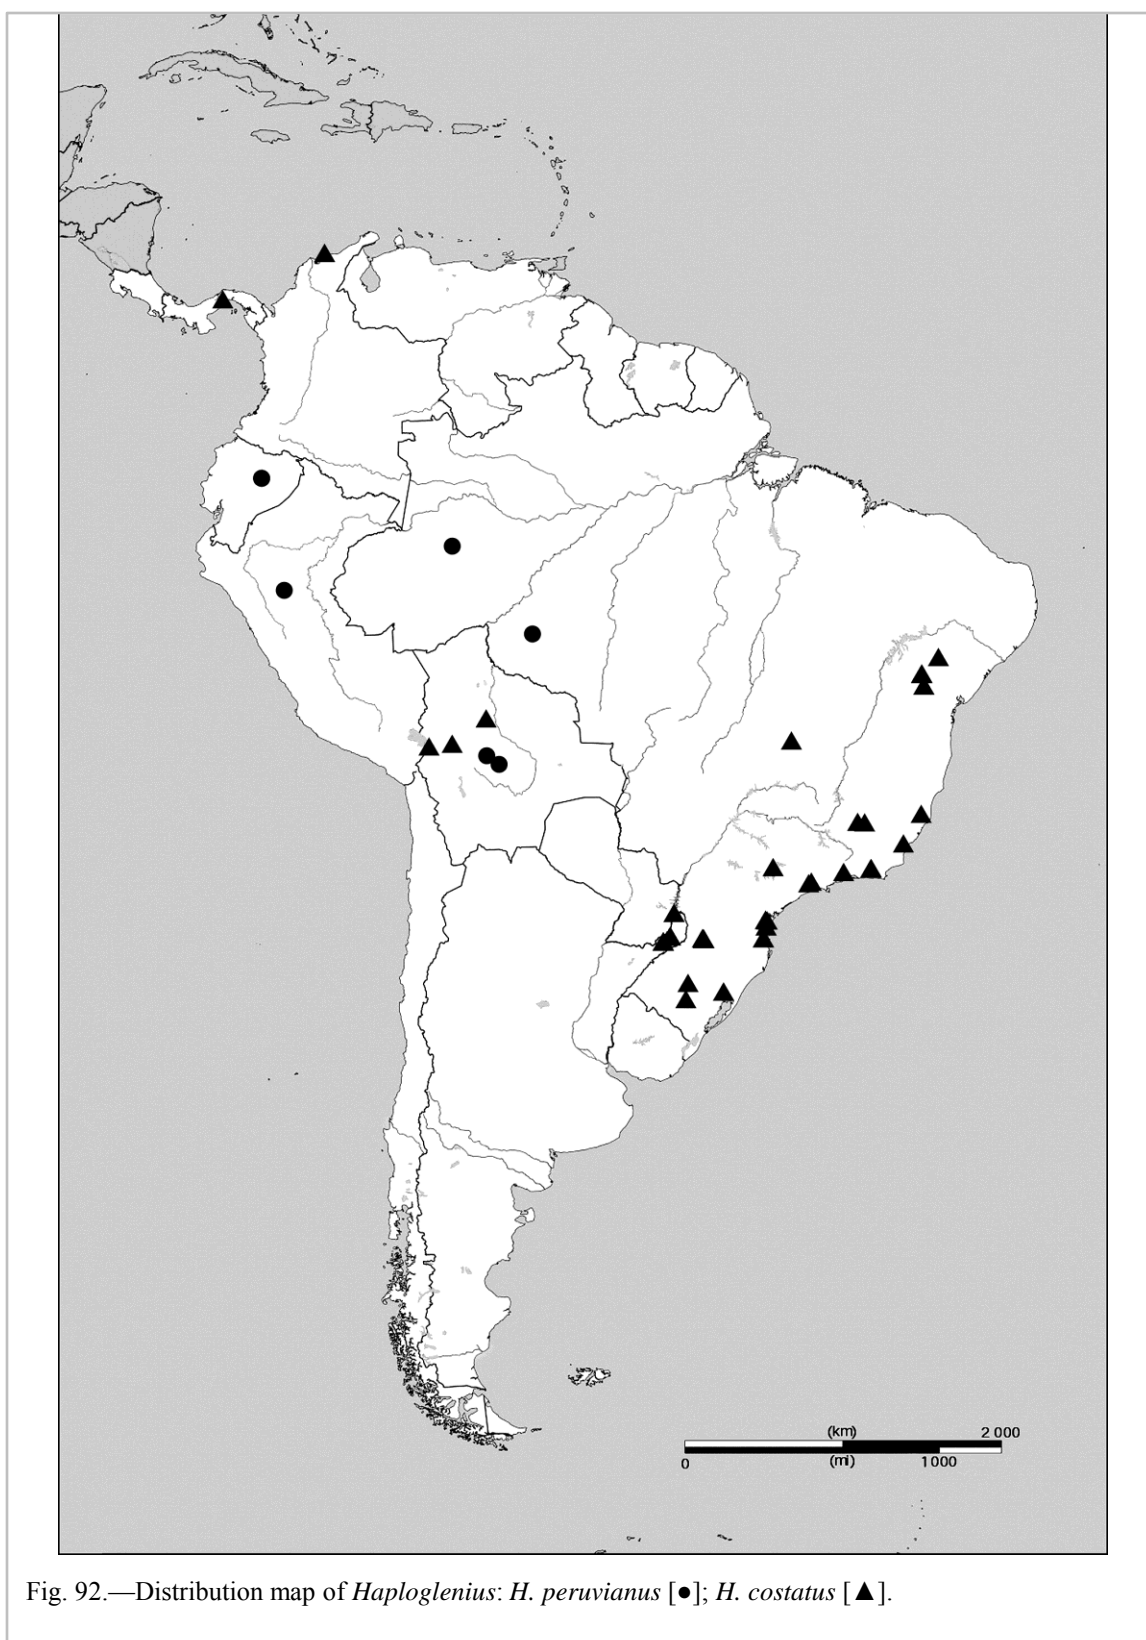 (km) 2 000
0 (mi) 1000
Fig. 92.—Distribution map of Haploglenius: H. peruvianus [●]; H. costatus [▲].